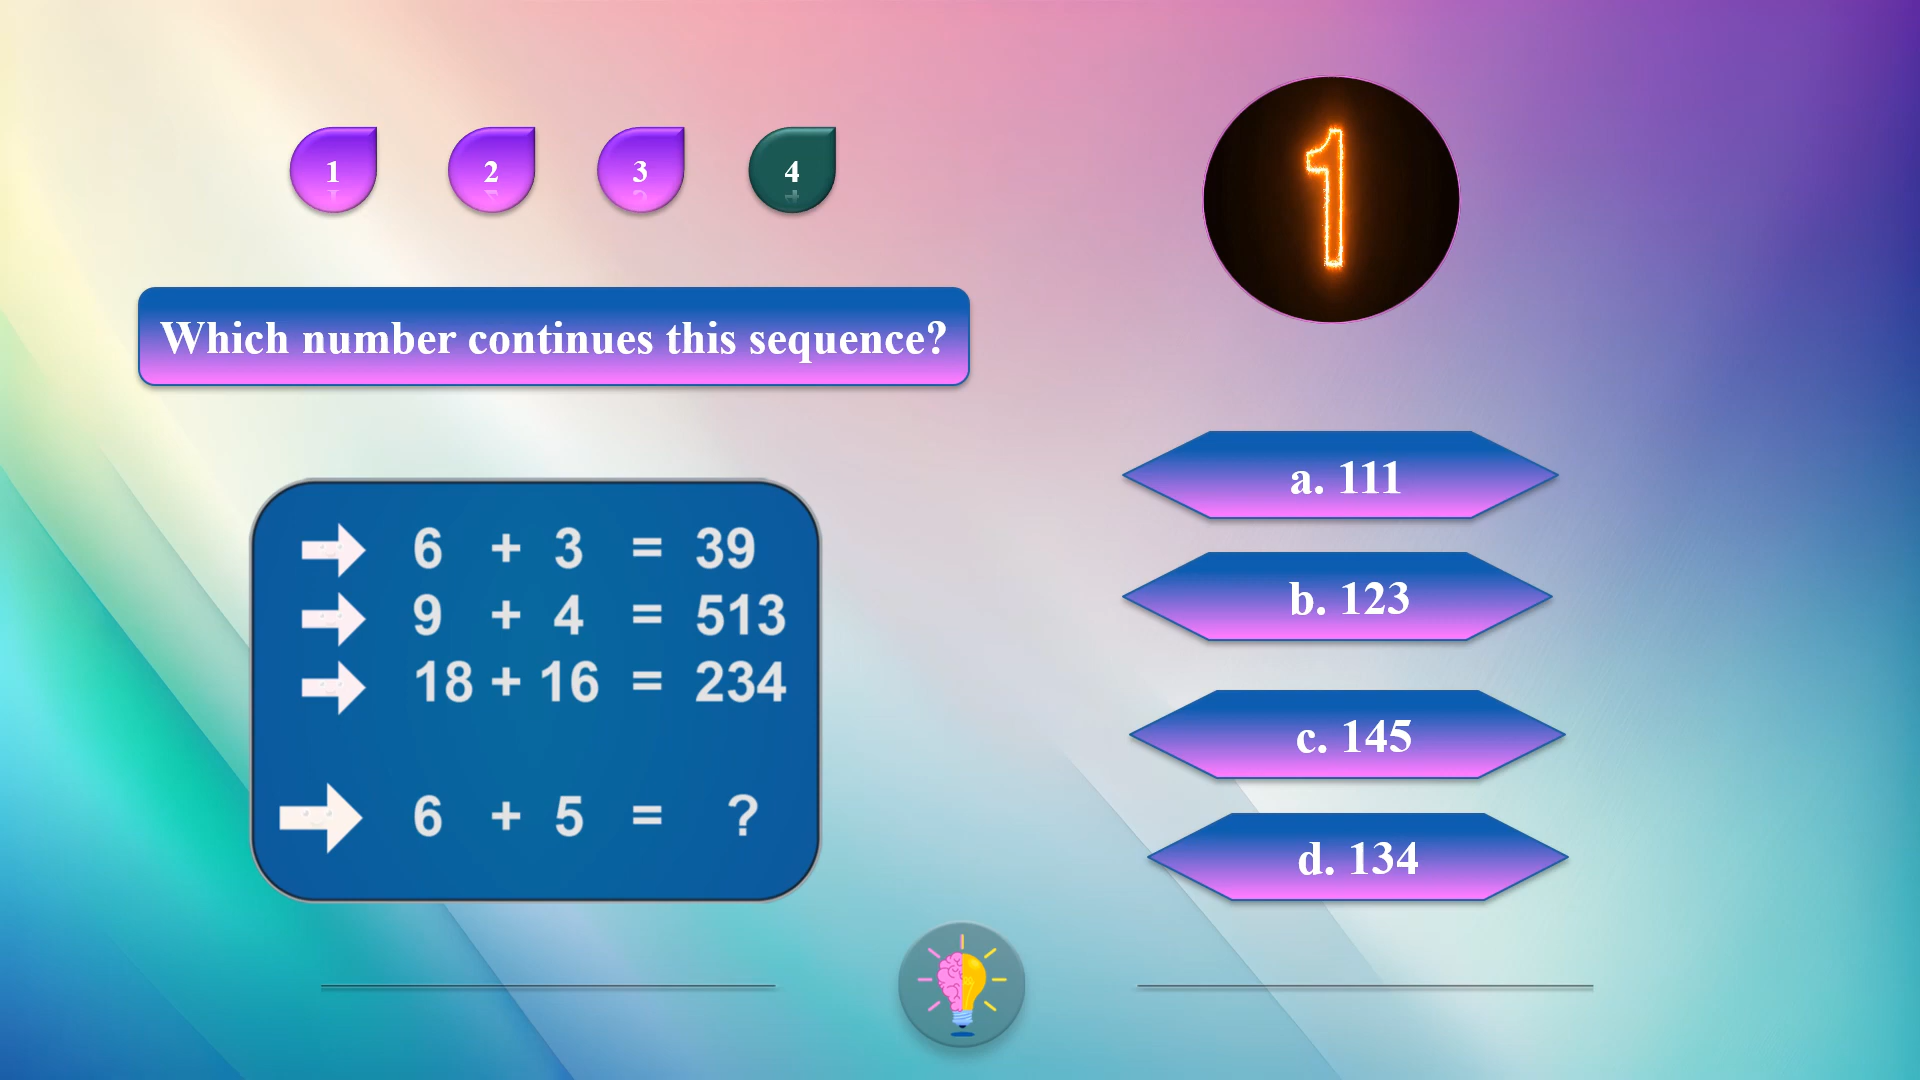 1 2 3 4
1
Which number continues this sequence?
6 + 3 = 39
9 + 4 = 513
18 + 16 = 234
6 + 5 = ?
a. 111
b. 123
c. 145
d. 134